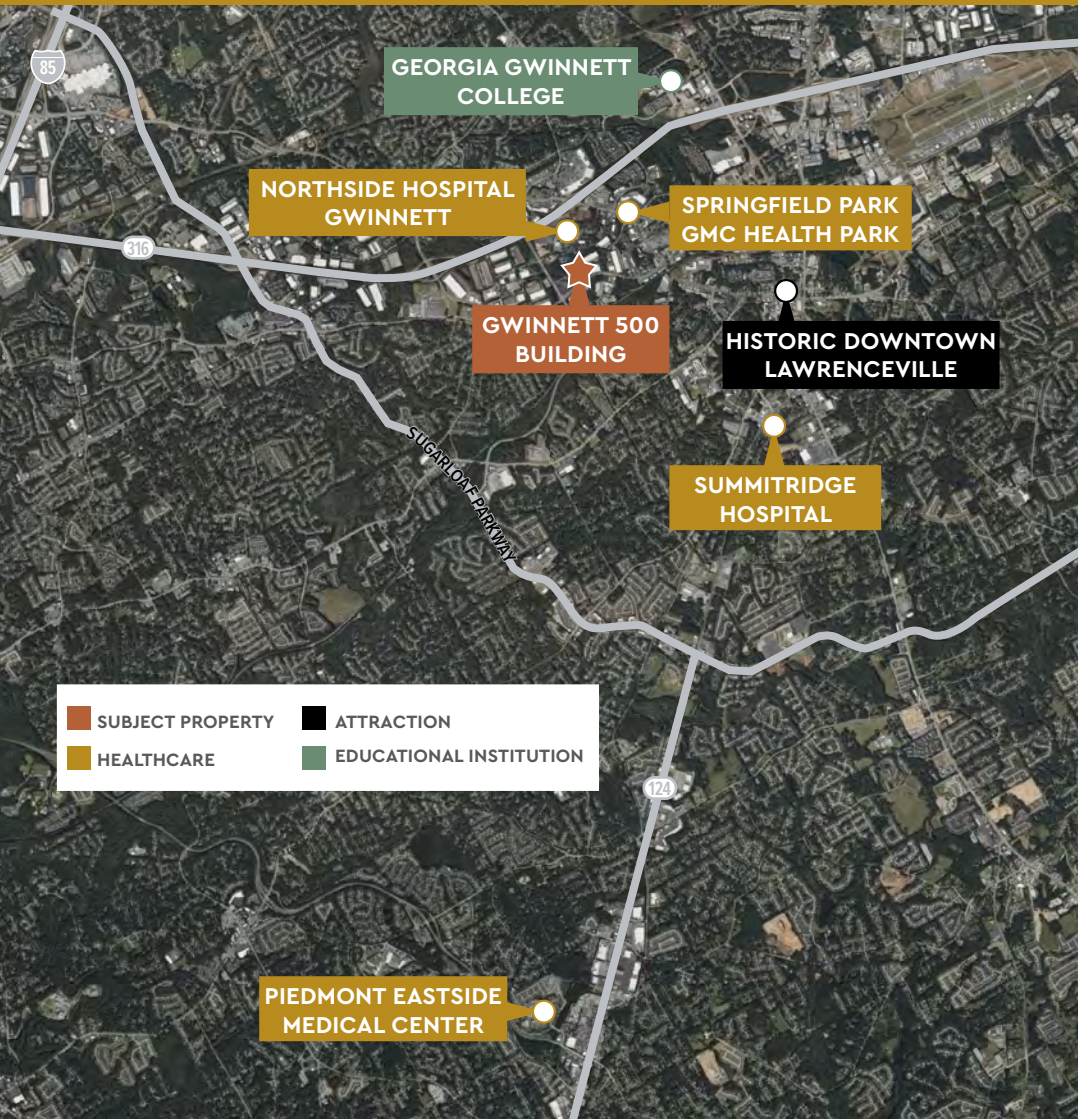 85
GEORGIA GWINNETT
COLLEGE
NORTHSIDE HOSPITAL
GWINNETT
SPRINGFIELD PARK
GMC HEALTH PARK
316
GWINNETT 500
BUILDING
HISTORIC DOWNTOWN
LAWRENCEVILLE
SUGARLOAF PARKWAY
SUMMITRIDGE
HOSPITAL
SUBJECT PROPERTY
ATTRACTION
HEALTHCARE
EDUCATIONAL INSTITUTION
124
PIEDMONT EASTSIDE
MEDICAL CENTER